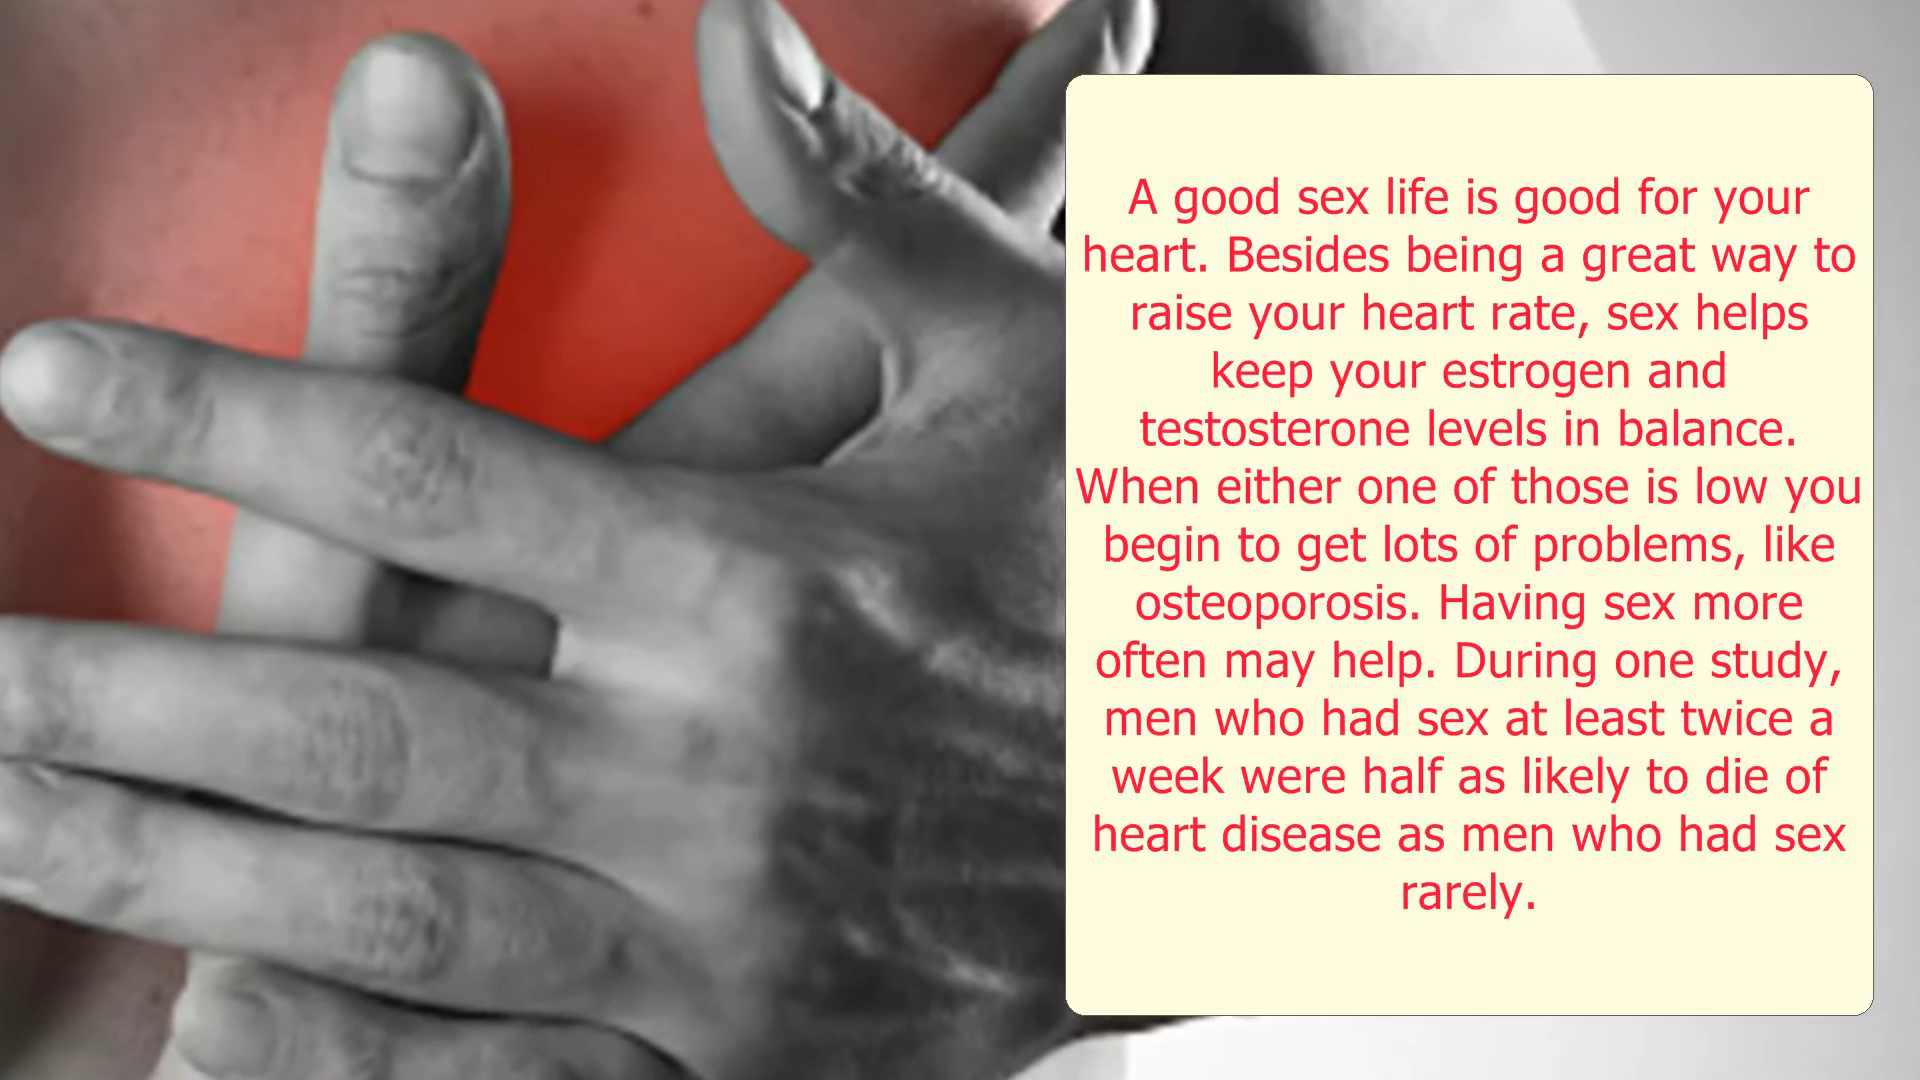 A good sex life is good for your
heart. Besides being a great way to
raise your heart rate, sex helps
keep your estrogen and
testosterone levels in balance.
When either one of those is low you
begin to get lots of problems, like
osteoporosis. Having sex more
often may help. During one study,
men who had sex at least twice a
week were half as likely to die of
heart disease as men who had sex
rarely.